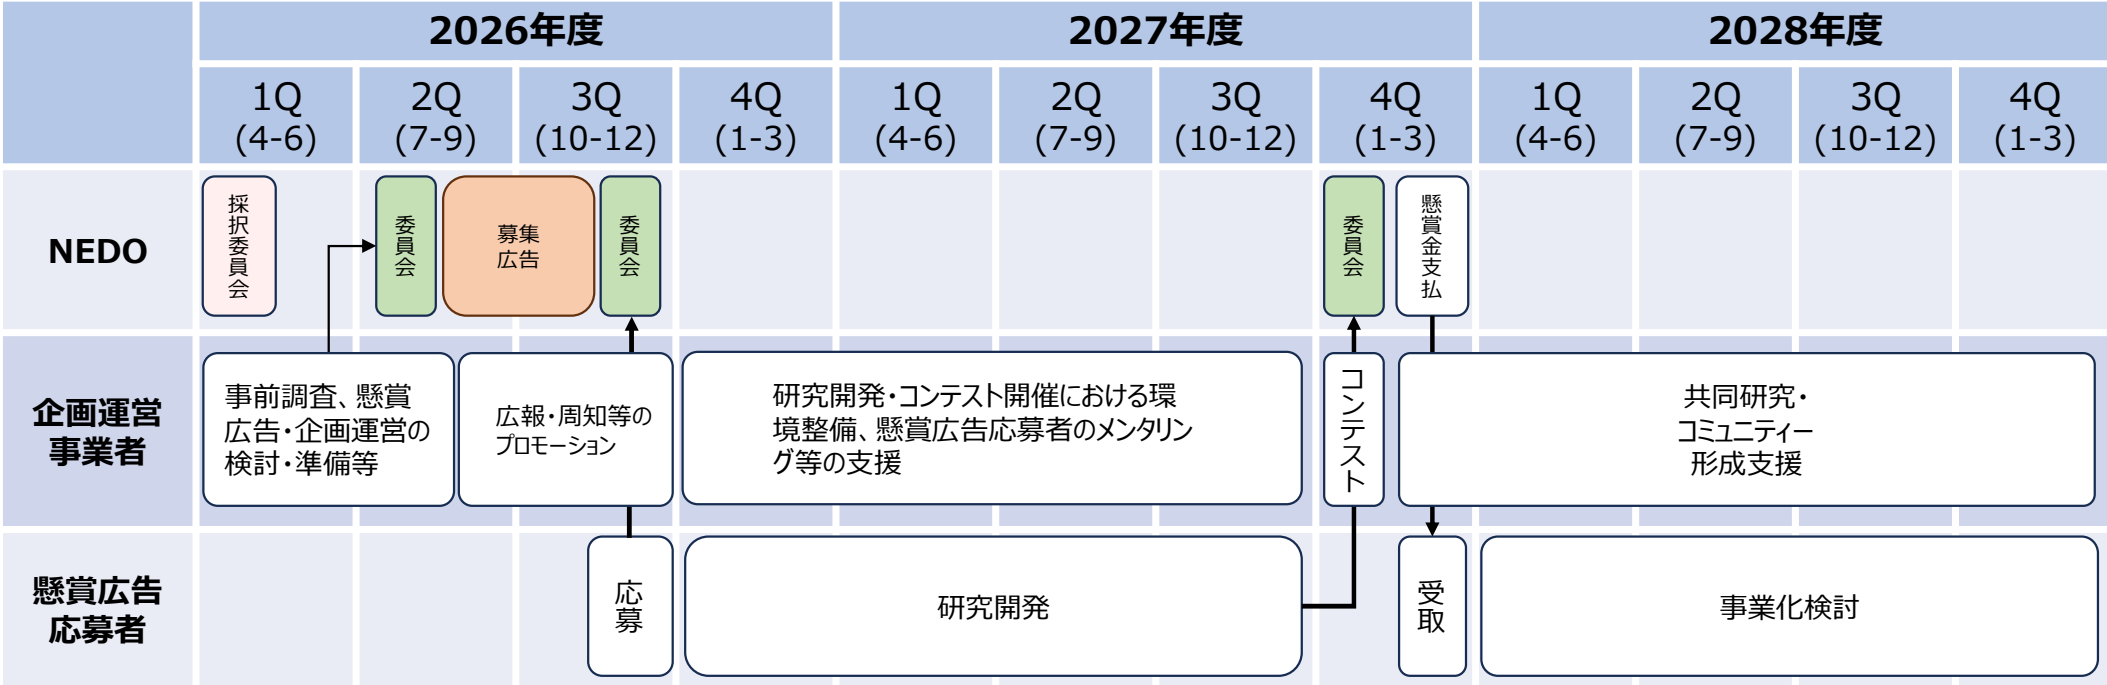 2026年度
2027年度
2028年度
1Q
(4-6)
2Q
(7-9)
3Q
(10-12)
4Q
(1-3)
1Q
(4-6)
2Q
(7-9)
3Q
(10-12)
4Q
(1-3)
1Q
(4-6)
2Q
(7-9)
3Q
(10-12)
4Q
(1-3)
NEDO
採択委員会
委員会
募集
広告
委員会
委員会
懸賞金支払
企画運営
事業者
事前調査、懸賞
広告・企画運営の
検討・準備等
広報・周知等の
プロモーション
研究開発・コンテスト開催における環
境整備、懸賞広告応募者のメンタリン
グ等の支援
コンテスト
共同研究・
コミュニティー
形成支援
懸賞広告
応募者
応募
研究開発
受取
事業化検討